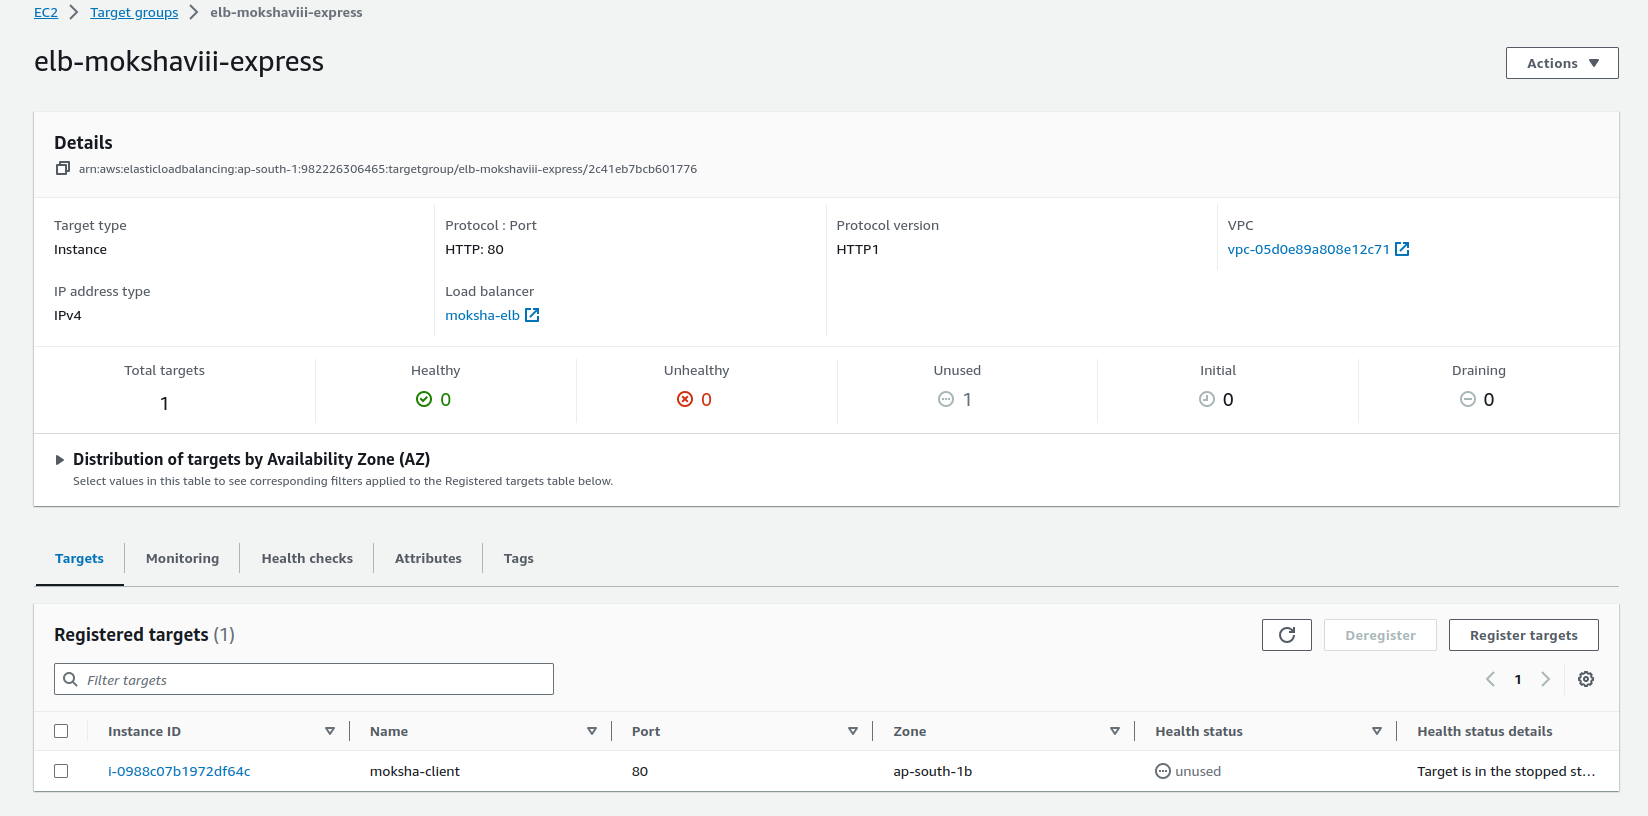 EC2 > Target groups > elb-mokshaviii-express
elb-mokshaviii-express
Actions
Details
arn:aws:elasticloadbalancing:ap-south-1:982226306465:targetgroup/elb-mokshaviii-express/2c41eb7bcb601776
Target type Protocol : Port Protocol version VPC
Instance HTTP: 80 HTTP1 vpc-05d0e89a808e12c71
IP address type Load balancer
IPv4 moksha-elb
Total targets Healthy Unhealthy Unused Initial Draining
1 0 0 1 0 0
Distribution of targets by Availability Zone (AZ)
Select values in this table to see corresponding filters applied to the Registered targets table below.
Targets Monitoring Health checks Attributes Tags
Registered targets (1) Deregister Register targets
Filter targets 1
Instance ID Name Port Zone Health status Health status details
i-0988c07b1972df64c moksha-client 80 ap-south-1b unused Target is in the stopped st...